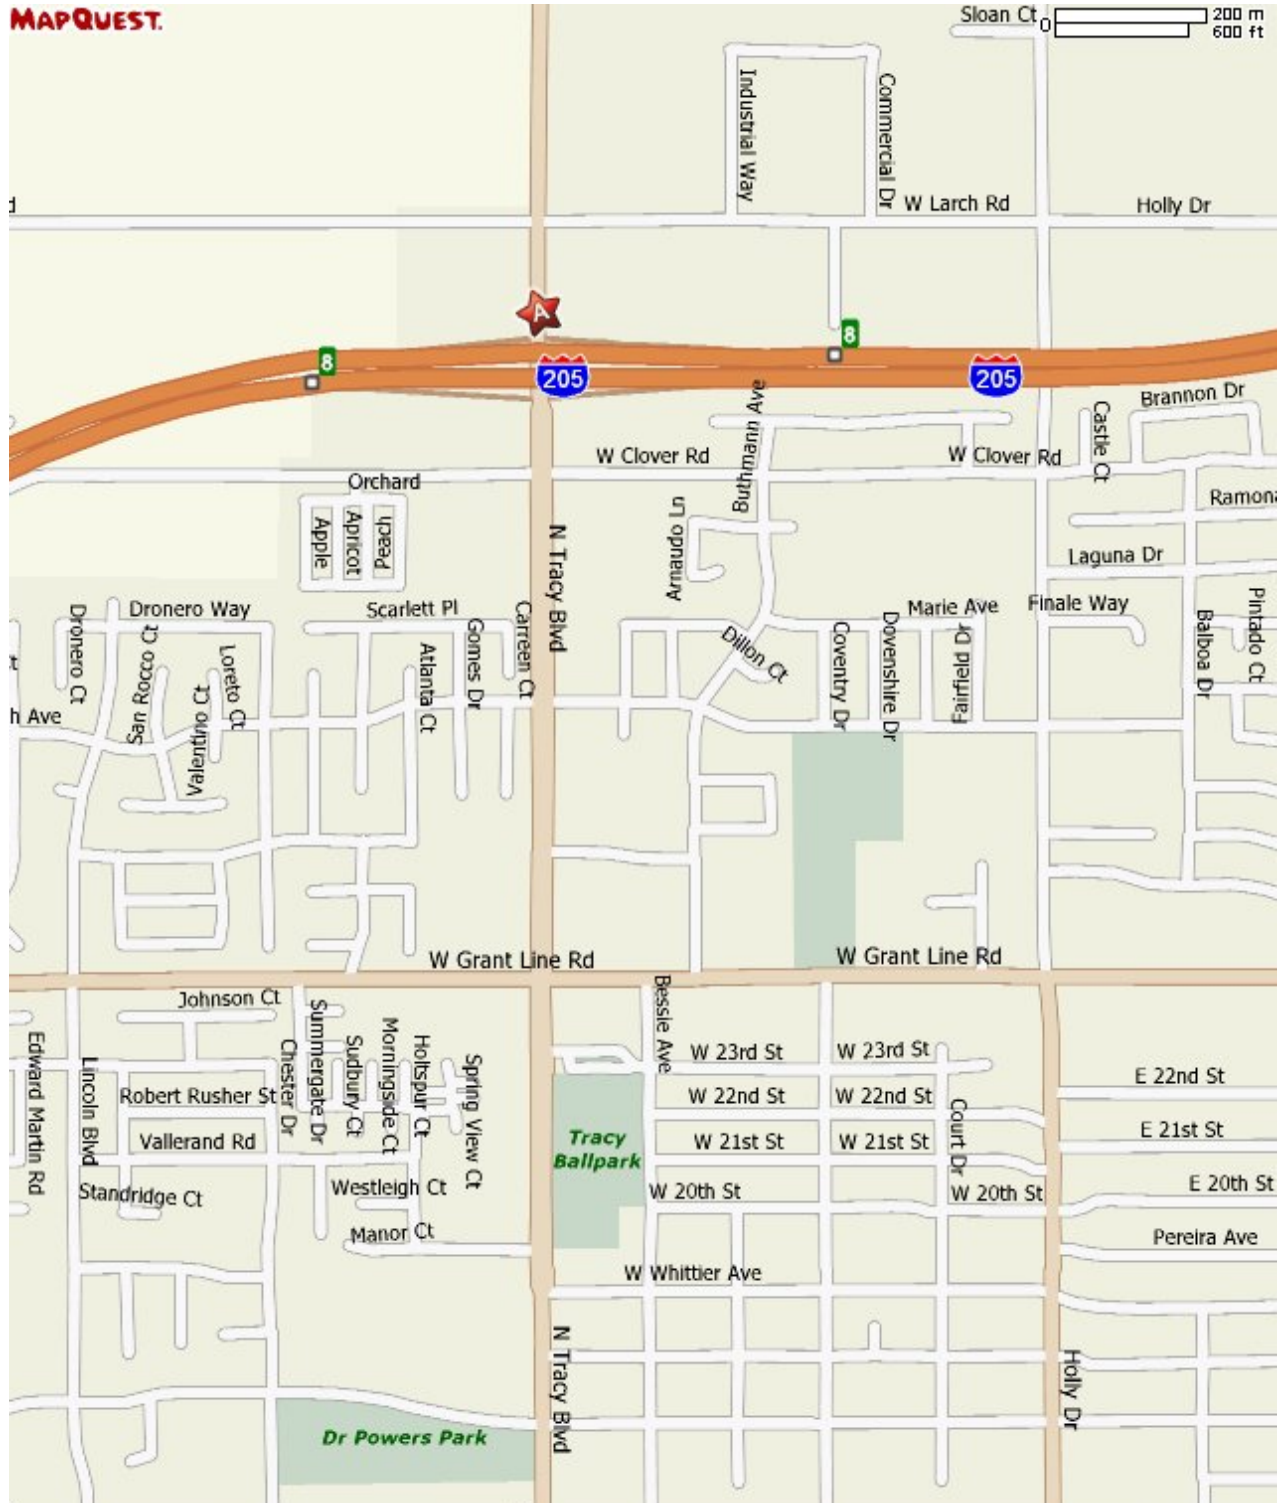 MAPQUEST.
Sloan Ct
0
200 m
600 ft
Industrial Way
Commercial Dr
d
W Larch Rd
Holly Dr
A
8
8
205
205
Brannon Dr
Buthmann Ave
Castle Ct
W Clover Rd
W Clover Rd
Orchard
Apple
Apricot
Peach
Armando Ln
N Tracy Blvd
Ramona
Laguna Dr
Dronero Ct
Dronero Way
San Rocco Ct
Scarlett Pl
Gomes Dr
Carreen Ct
Marie Ave
Finale Way
Pintado Ct
Balboa Dr
Dillon Ct
Coventry Dr
Dovenshire Dr
Fairfield Dr
Loreto Ct
Atlanta Ct
t
h Ave
Valentino Ct
W Grant Line Rd
W Grant Line Rd
Bessie Ave
Johnson Ct
Summergate Dr
Edward Martin Rd
Lincoln Blvd
Chester Dr
Sudbury Ct
Morningside Ct
Holtspur Ct
Spring View Ct
W 23rd St
W 23rd St
Robert Rusher St
W 22nd St
W 22nd St
E 22nd St
Court Dr
Vallerand Rd
Tracy
Ballpark
W 21st St
W 21st St
E 21st St
Standridge Ct
Westleigh Ct
W 20th St
W 20th St
E 20th St
Manor Ct
Pereira Ave
W Whittier Ave
N Tracy Blvd
Holly Dr
Dr Powers Park